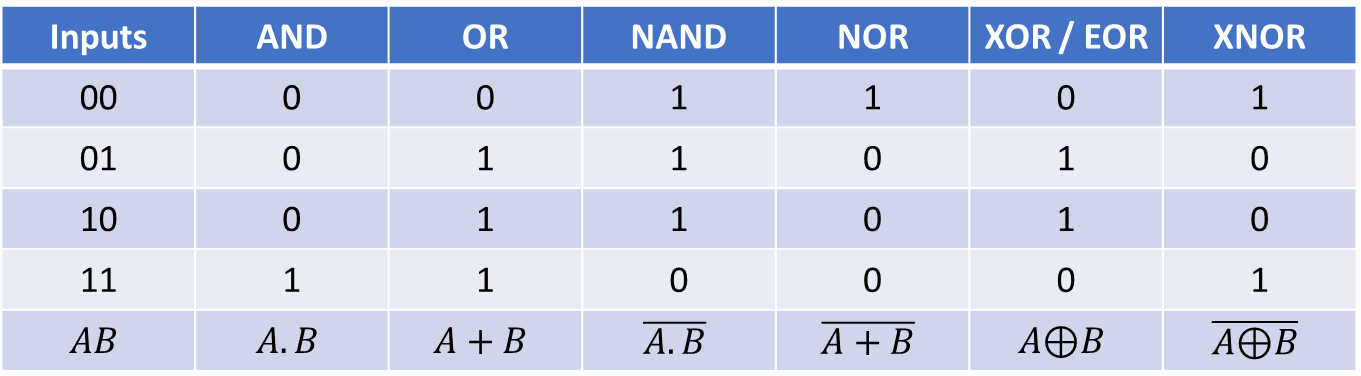 Inputs AND OR NAND NOR XOR / EOR XNOR
00 0 0 1 1 0 1
01 0 1 1 0 1 0
10 0 1 1 0 1 0
11 1 1 0 0 0 1
AB A.B A + B A̅.̅B̅ A̅ ̅+̅ ̅B̅ A⊕B A̅⊕̅B̅